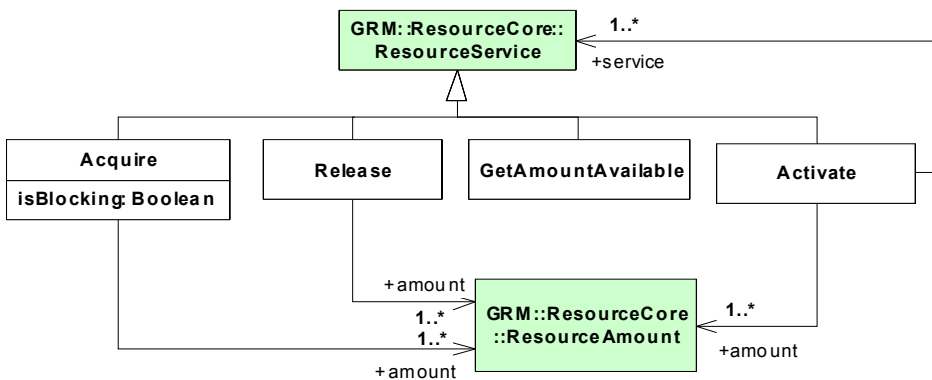 GRM::ResourceCore::
ResourceService
1..*
+service
Acquire
isBlocking: Boolean
Release
GetAmountAvailable
Activate
+amount
1..*
1..*
+amount
GRM::ResourceCore
::ResourceAmount
1..*
+amount